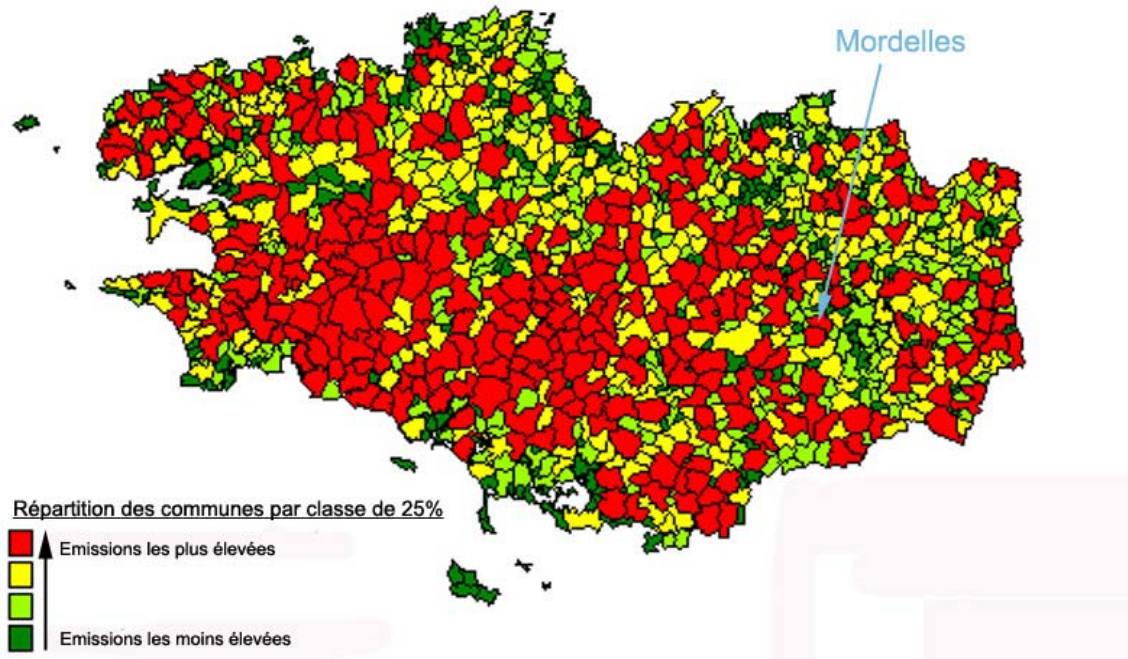 Mordelles
Répartition des communes par classe de 25%
Emissions les plus élevées
Emissions les moins élevées